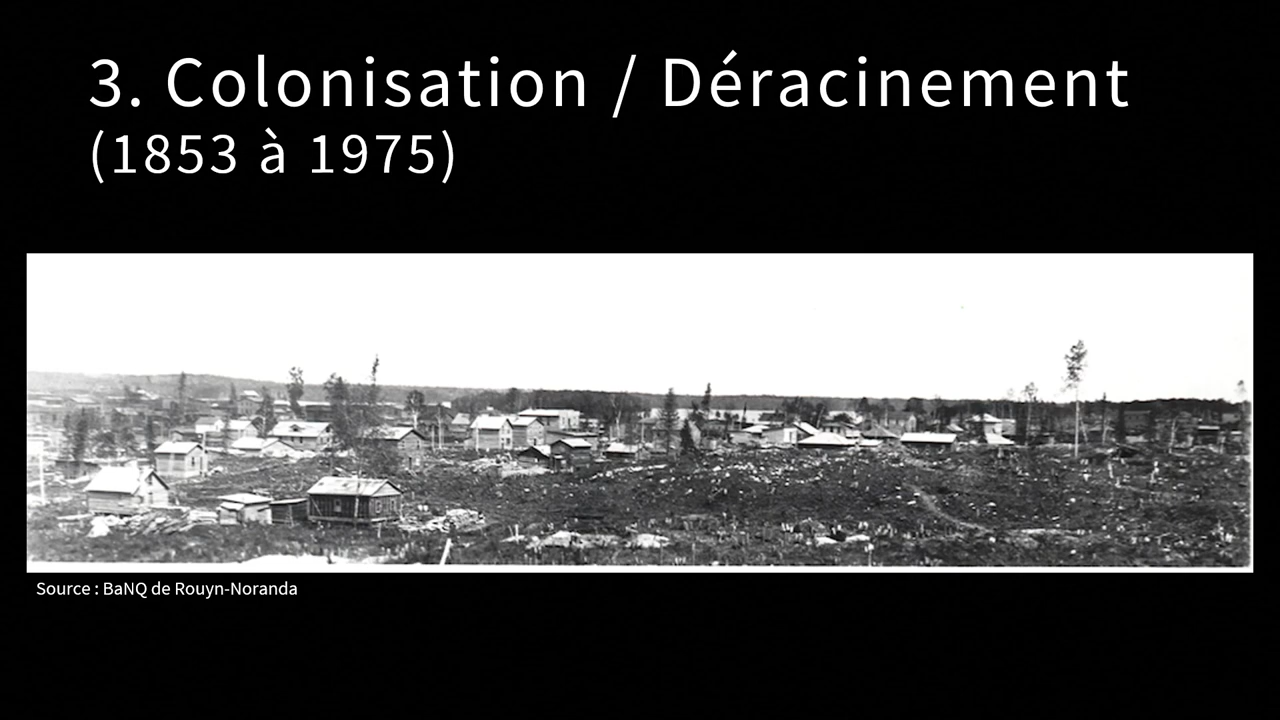 3. Colonisation / Déracinement
(1853 à 1975)
Source : BaNQ de Rouyn-Noranda